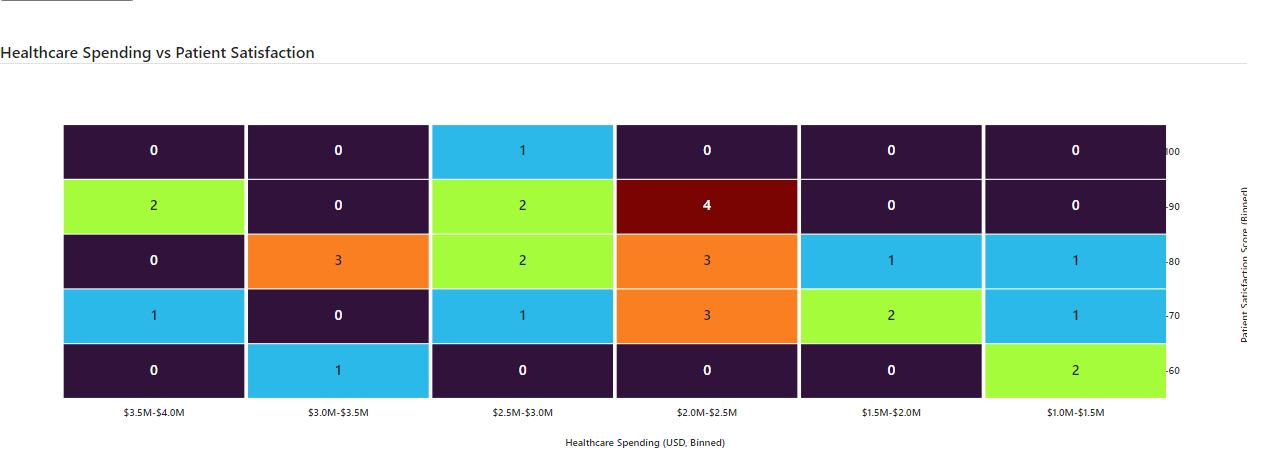 Healthcare Spending vs Patient Satisfaction
0 0 1 0 0 0 100
2 0 2 4 0 0 -90
0 3 2 3 1 1 -80
1 0 1 3 2 1 -70
0 1 0 0 0 2 -60
Patient Satisfaction Score (Binned)
$3.5M-$4.0M $3.0M-$3.5M $2.5M-$3.0M $2.0M-$2.5M $1.5M-$2.0M $1.0M-$1.5M
Healthcare Spending (USD, Binned)